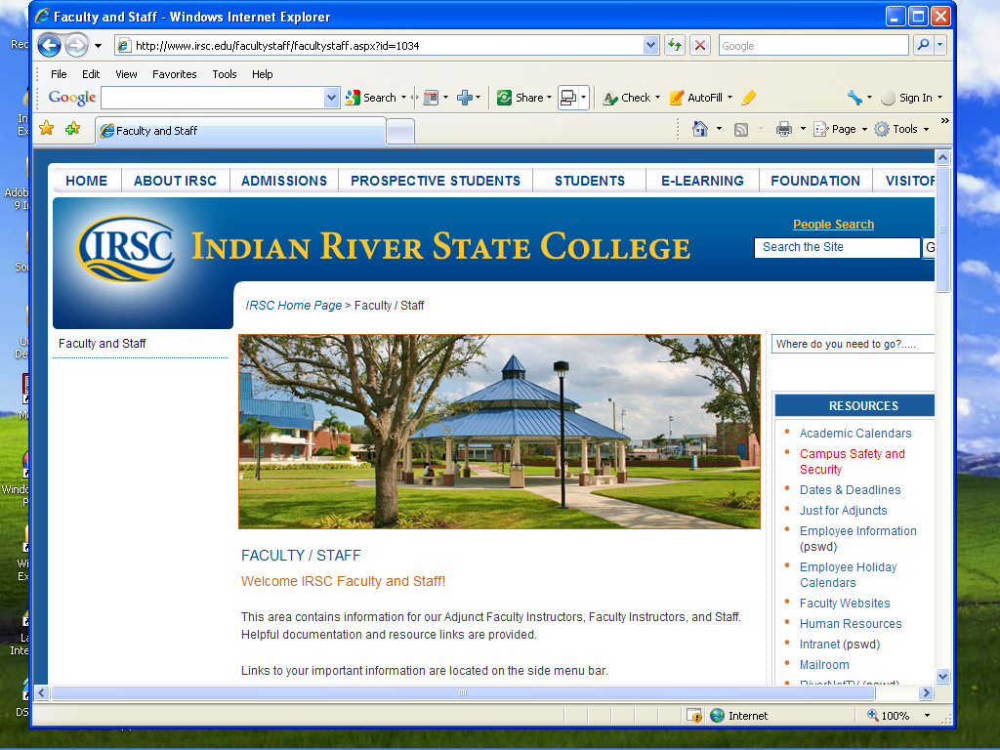 Faculty and Staff - Windows Internet Explorer
http://www.irsc.edu/facultystaff/facultystaff.aspx?id=1034
Google
File Edit View Favorites Tools Help
Google Search Share Check AutoFill Sign In
Faculty and Staff
Page Tools
HOME ABOUT IRSC ADMISSIONS PROSPECTIVE STUDENTS STUDENTS E-LEARNING FOUNDATION VISITOR
IRSC INDIAN RIVER STATE COLLEGE
People Search
Search the Site G
IRSC Home Page > Faculty / Staff
Faculty and Staff
Where do you need to go?.....
RESOURCES
Academic Calendars
Campus Safety and
Security
Dates & Deadlines
Just for Adjuncts
Employee Information
(pswd)
Employee Holiday
Calendars
Faculty Websites
Human Resources
Intranet (pswd)
Mailroom
RiverNetTV (pswd)
FACULTY / STAFF
Welcome IRSC Faculty and Staff!
This area contains information for our Adjunct Faculty Instructors, Faculty Instructors, and Staff.
Helpful documentation and resource links are provided.
Links to your important information are located on the side menu bar.
Internet 100%